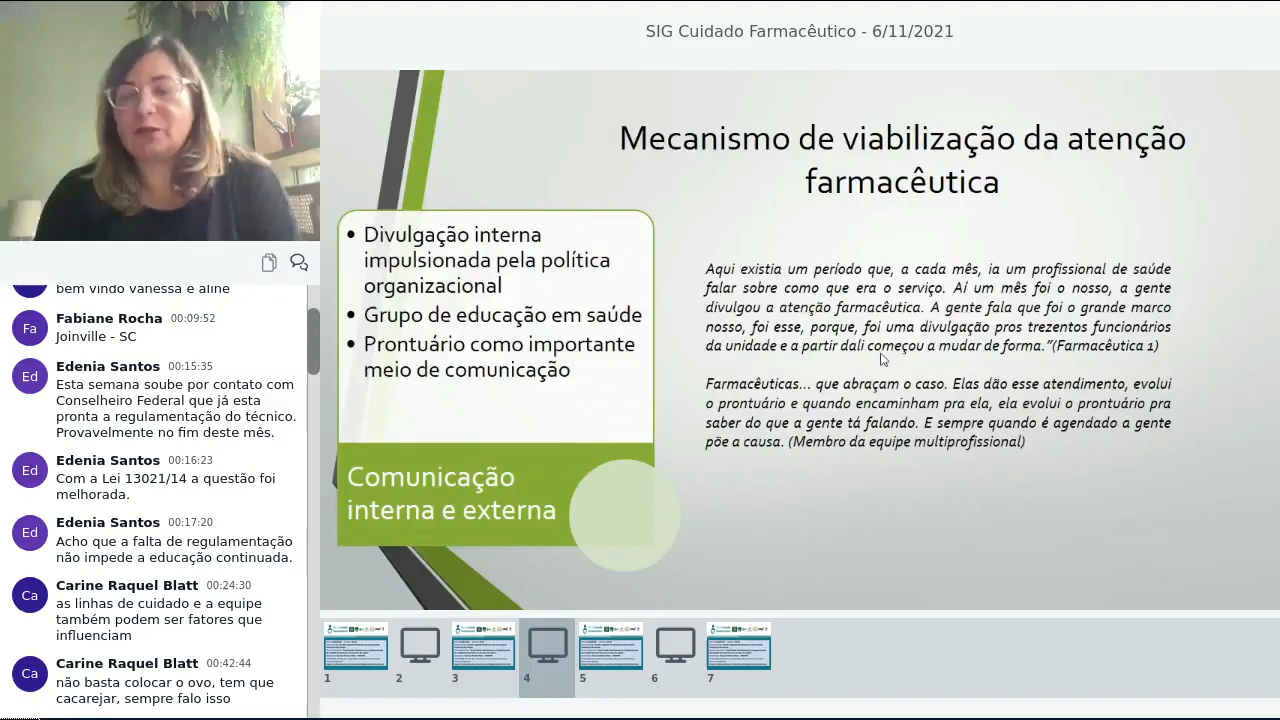 SIG Cuidado Farmacêutico - 6/11/2021
Mecanismo de viabilização da atenção
farmacêutica
• Divulgação interna
impulsionada pela política
organizacional
• Grupo de educação em saúde
• Prontuário como importante
meio de comunicação
Comunicação
interna e externa
Aqui existia um período que, a cada mês, ia um profissional de saúde
falar sobre como que era o serviço. Aí um mês foi o nosso, a gente
divulgou a atenção farmacêutica. A gente fala que foi o grande marco
nosso, foi esse, porque, foi uma divulgação pros trezentos funcionários
da unidade e a partir dali começou a mudar de forma.”(Farmacêutica 1)
Farmacêuticas... que abraçam o caso. Elas dão esse atendimento, evolui
o prontuário e quando encaminham pra ela, ela evolui o prontuário pra
saber do que a gente tá falando. E sempre quando é agendado a gente
põe a causa. (Membro da equipe multiprofissional)
bem vindo vanessa e aline
Fa
Fabiane Rocha 00:09:52
Joinville - SC
Ed
Edenia Santos 00:15:35
Esta semana soube por contato com
Conselheiro Federal que já esta
pronta a regulamentação do técnico.
Provavelmente no fim deste mês.
Ed
Edenia Santos 00:16:23
Com a Lei 13021/14 a questão foi
melhorada.
Ed
Edenia Santos 00:17:20
Acho que a falta de regulamentação
não impede a educação continuada.
Ca
Carine Raquel Blatt 00:24:30
as linhas de cuidado e a equipe
também podem ser fatores que
influenciam
Ca
Carine Raquel Blatt 00:42:44
não basta colocar o ovo, tem que
cacarejar, sempre falo isso
1
2
3
4
5
6
7